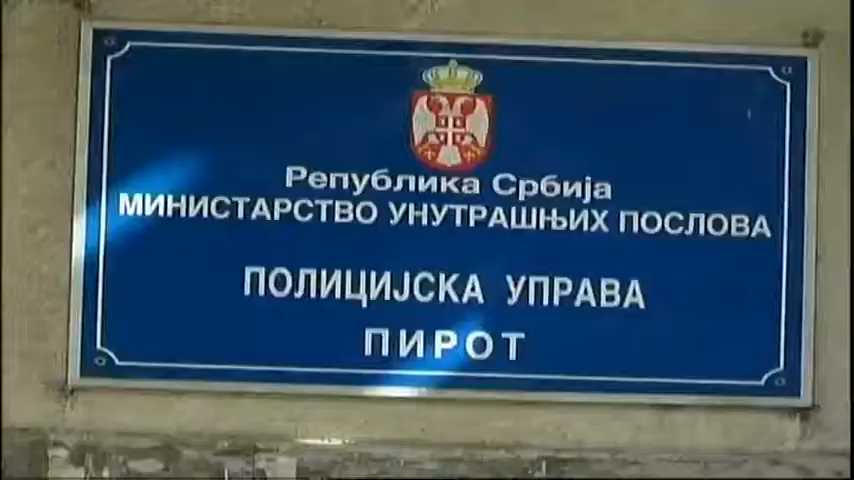 Република Србија
МИНИСТАРСТВО УНУТРАШЊИХ ПОСЛОВА
ПОЛИЦИЈСКА УПРАВА
ПИРОТ